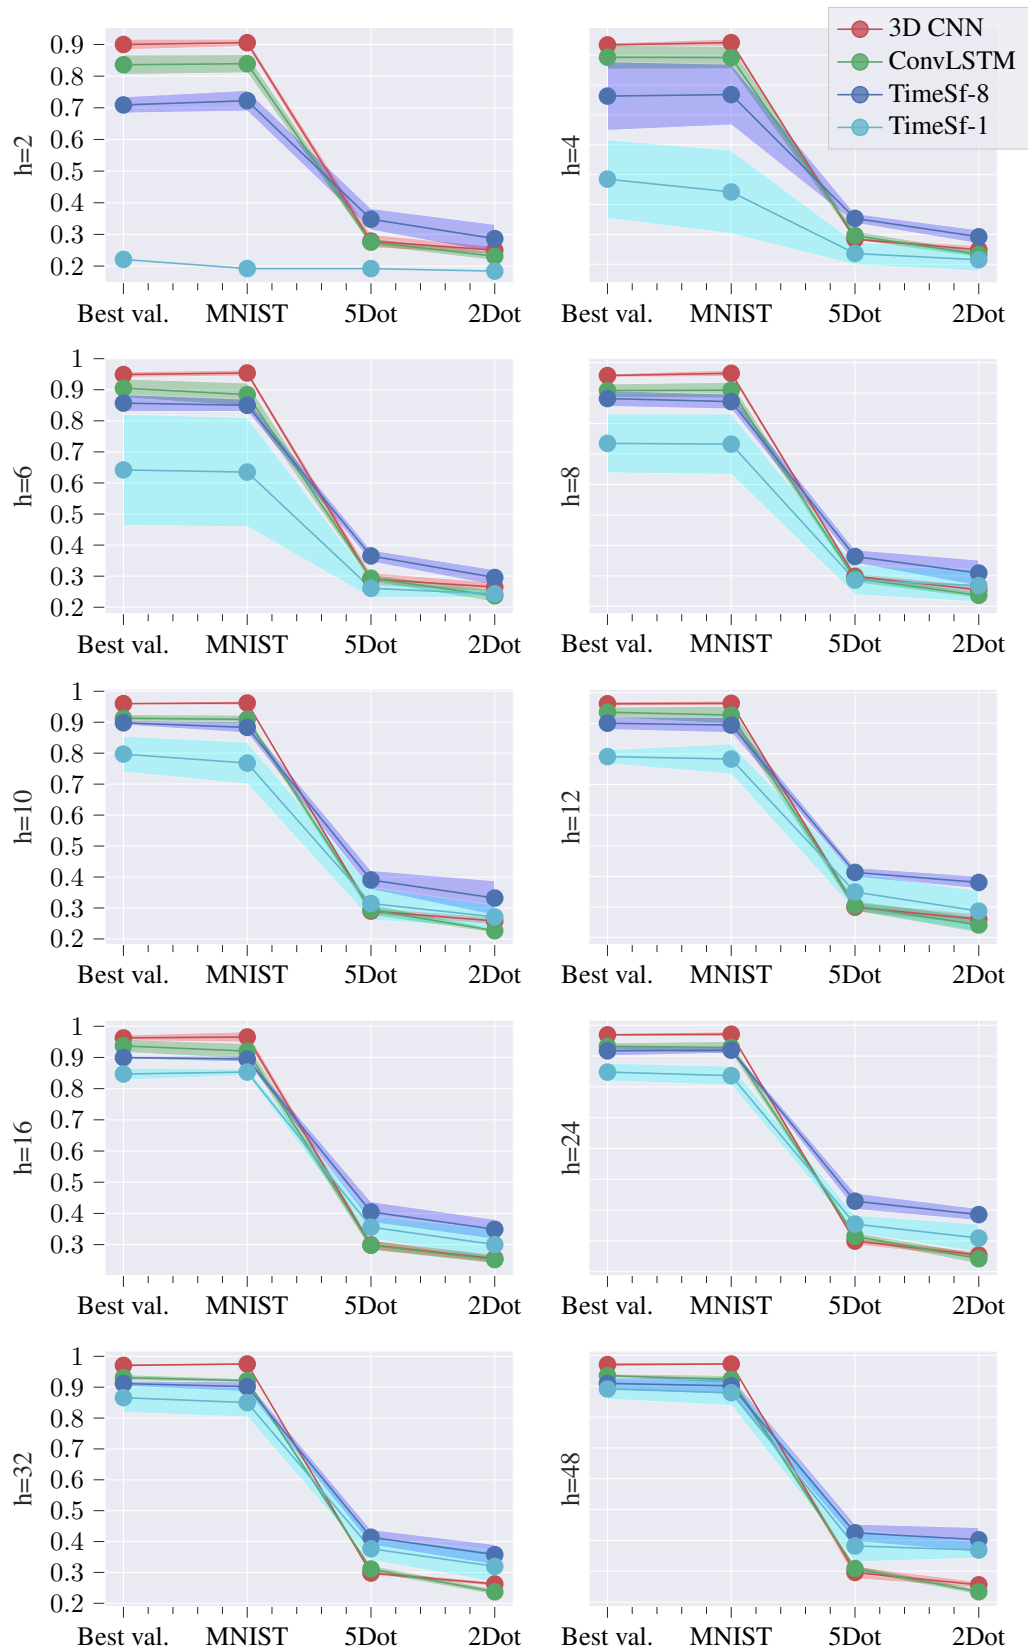 3D CNN
ConvLSTM
TimeSf-8
TimeSf-1
h=2
0.9
0.8
0.7
0.6
0.5
0.4
0.3
0.2
Best val. MNIST 5Dot 2Dot
h=4
Best val. MNIST 5Dot 2Dot
h=6
1
0.9
0.8
0.7
0.6
0.5
0.4
0.3
0.2
Best val. MNIST 5Dot 2Dot
h=8
Best val. MNIST 5Dot 2Dot
h=10
1
0.9
0.8
0.7
0.6
0.5
0.4
0.3
0.2
Best val. MNIST 5Dot 2Dot
h=12
Best val. MNIST 5Dot 2Dot
h=16
1
0.9
0.8
0.7
0.6
0.5
0.4
0.3
Best val. MNIST 5Dot 2Dot
h=24
Best val. MNIST 5Dot 2Dot
h=32
1
0.9
0.8
0.7
0.6
0.5
0.4
0.3
0.2
Best val. MNIST 5Dot 2Dot
h=48
Best val. MNIST 5Dot 2Dot